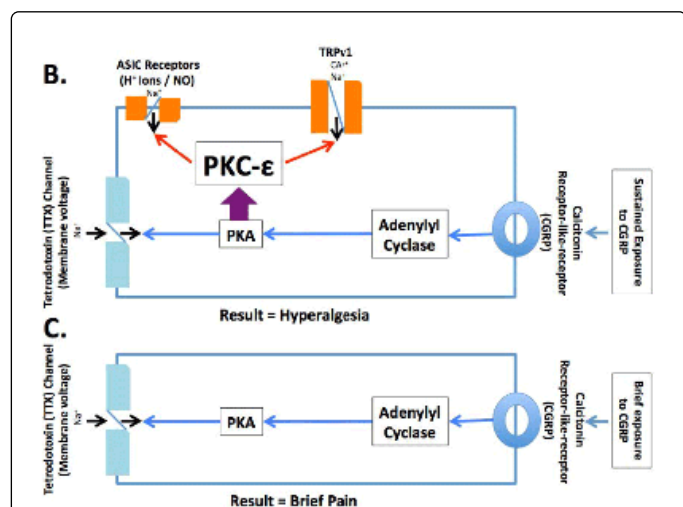 B.
ASIC Receptors
(H⁺ Ions / NO)
Na⁺
TRPv1
CA²⁺
Na⁺
PKC-ε
Tetrodotoxin (TTX) Channel
(Membrane voltage)
Na⁺
PKA
Adenylyl
Cyclase
Calcitonin
Receptor-like-receptor
(CGRP)
Sustained Exposure
to CGRP
Result = Hyperalgesia
C.
Tetrodotoxin (TTX) Channel
(Membrane voltage)
Na⁺
PKA
Adenylyl
Cyclase
Calcitonin
Receptor-like-receptor
(CGRP)
Brief exposure
to CGRP
Result = Brief Pain